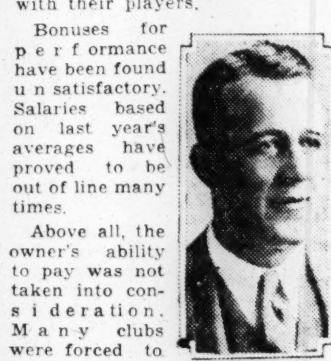 with their players.
Bonuses for
p e r f ormance
have been found
u n satisfactory.
Salaries based
on last year's
averages have
proved to be
out of line many
times.
Above all, the
owner's ability
to pay was not
taken into con-
s i deration.
M a n y clubs
were forced to